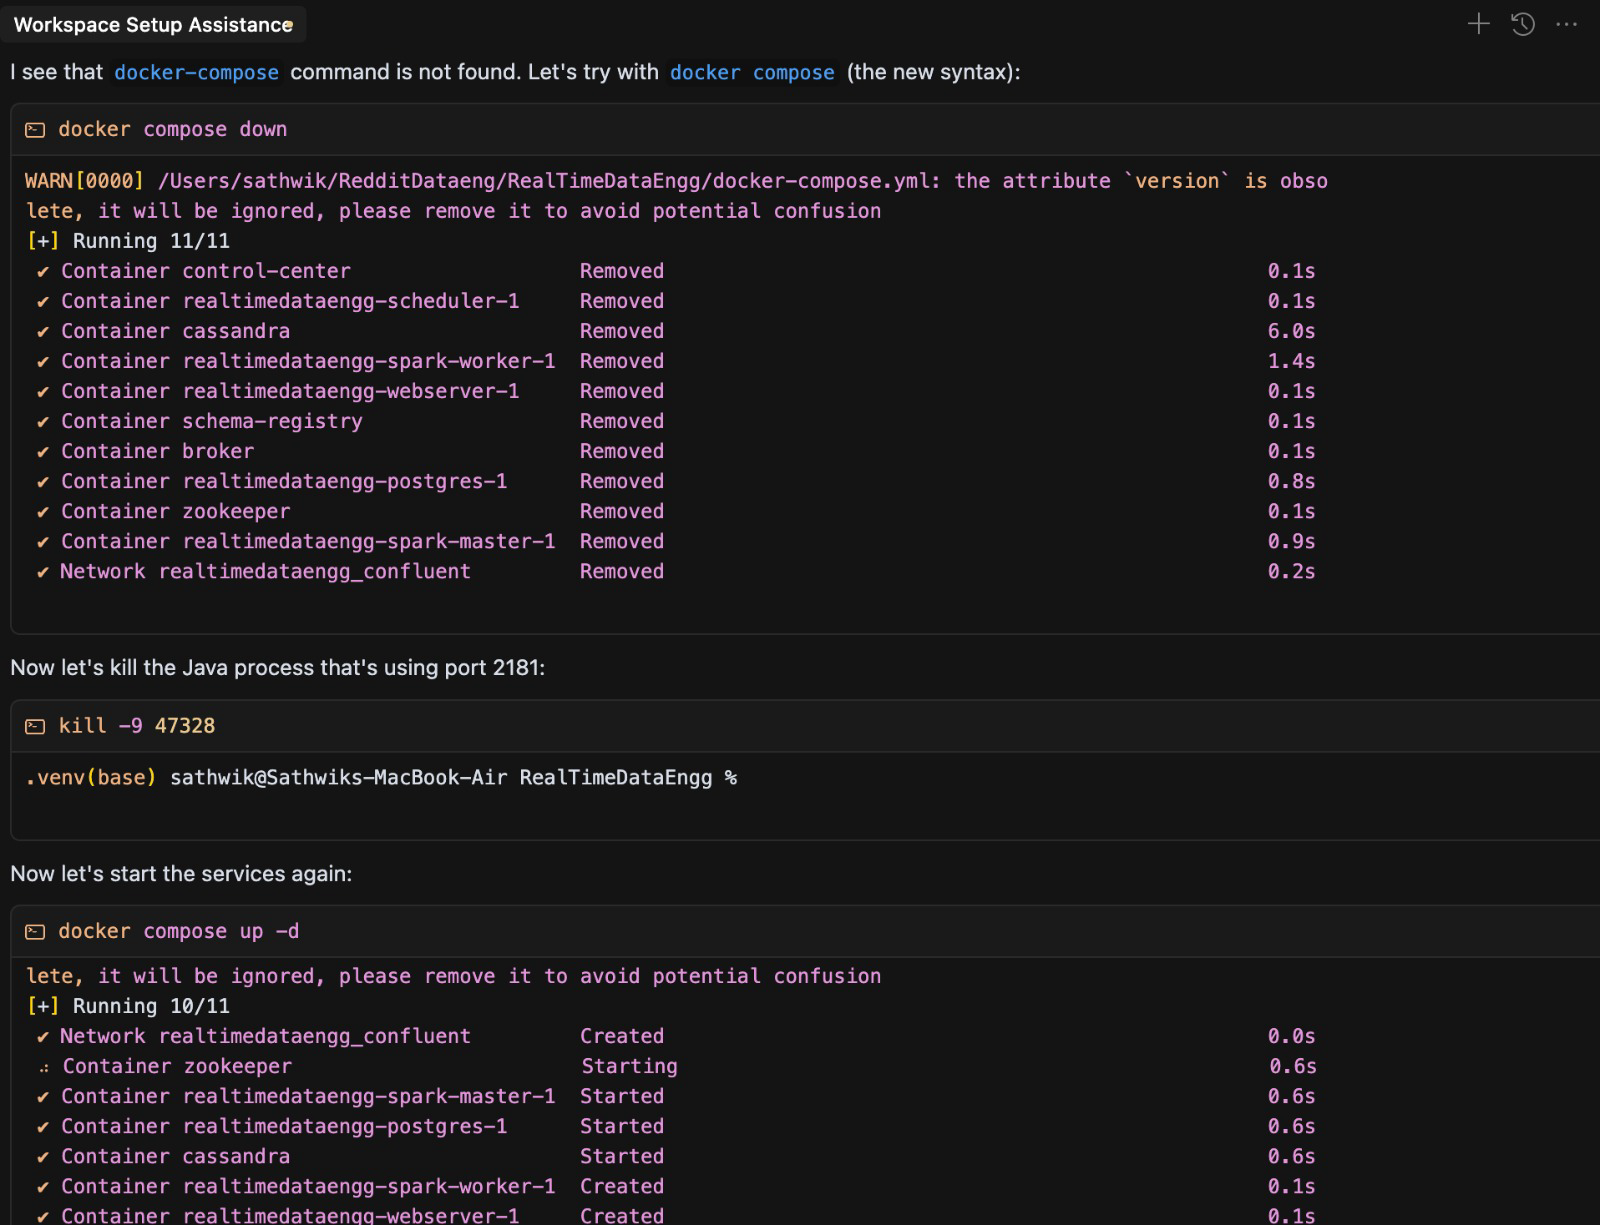 Workspace Setup Assistance
I see that docker-compose command is not found. Let's try with docker compose (the new syntax):
docker compose down
WARN[0000] /Users/sathwik/RedditDataeng/RealTimeDataEngg/docker-compose.yml: the attribute `version` is obso
lete, it will be ignored, please remove it to avoid potential confusion
[+] Running 11/11
✔ Container control-center Removed 0.1s
✔ Container realtimedataengg-scheduler-1 Removed 0.1s
✔ Container cassandra Removed 6.0s
✔ Container realtimedataengg-spark-worker-1 Removed 1.4s
✔ Container realtimedataengg-webserver-1 Removed 0.1s
✔ Container schema-registry Removed 0.1s
✔ Container broker Removed 0.1s
✔ Container realtimedataengg-postgres-1 Removed 0.8s
✔ Container zookeeper Removed 0.1s
✔ Container realtimedataengg-spark-master-1 Removed 0.9s
✔ Network realtimedataengg_confluent Removed 0.2s
Now let's kill the Java process that's using port 2181:
kill -9 47328
.venv(base) sathwik@Sathwiks-MacBook-Air RealTimeDataEngg %
Now let's start the services again:
docker compose up -d
lete, it will be ignored, please remove it to avoid potential confusion
[+] Running 10/11
✔ Network realtimedataengg_confluent Created 0.0s
Container zookeeper Starting 0.6s
✔ Container realtimedataengg-spark-master-1 Started 0.6s
✔ Container realtimedataengg-postgres-1 Started 0.6s
✔ Container cassandra Started 0.6s
✔ Container realtimedataengg-spark-worker-1 Created 0.1s
✔ Container realtimedataengg-webserver-1 Created 0.1s